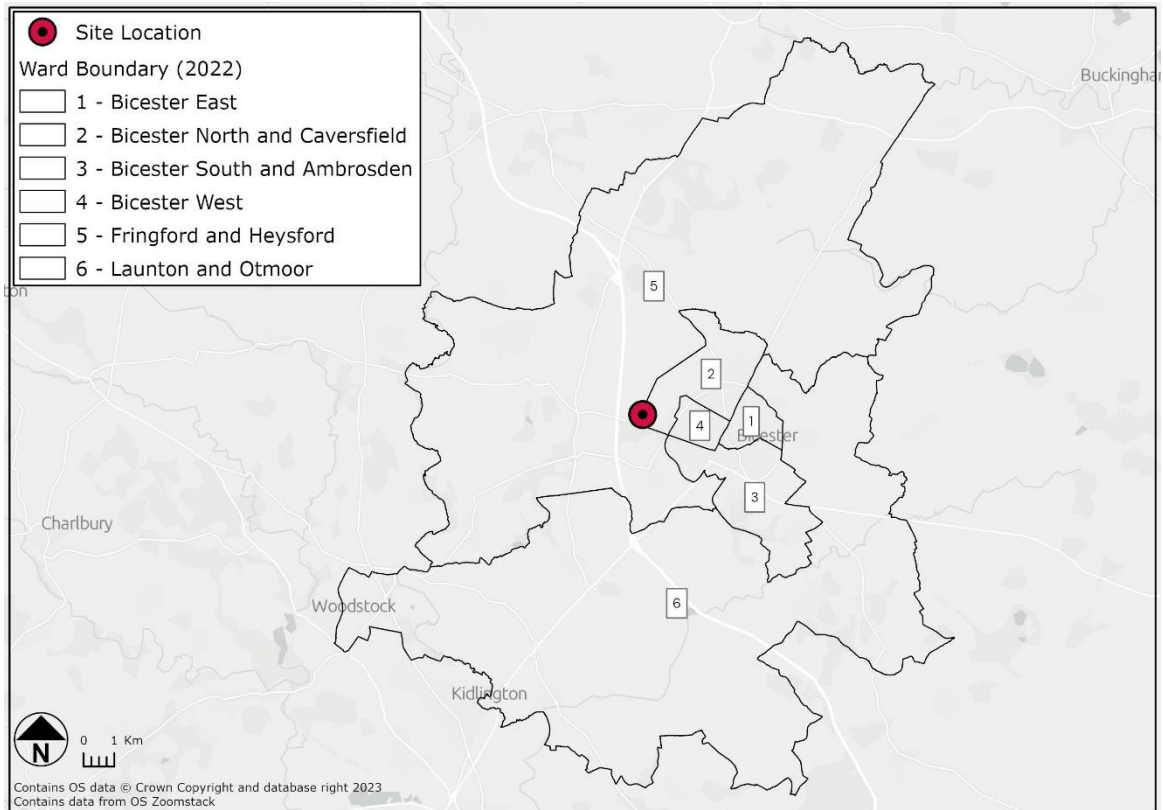 Site Location
Ward Boundary (2022)
1 - Bicester East
2 - Bicester North and Caversfield
3 - Bicester South and Ambrosden
4 - Bicester West
5 - Fringford and Heysford
6 - Launton and Otmoor
Buckingham
ton
5
2
4
1
Bicester
3
Charlbury
Woodstock
6
Kidlington
N
0 1 Km
Contains OS data © Crown Copyright and database right 2023
Contains data from OS Zoomstack